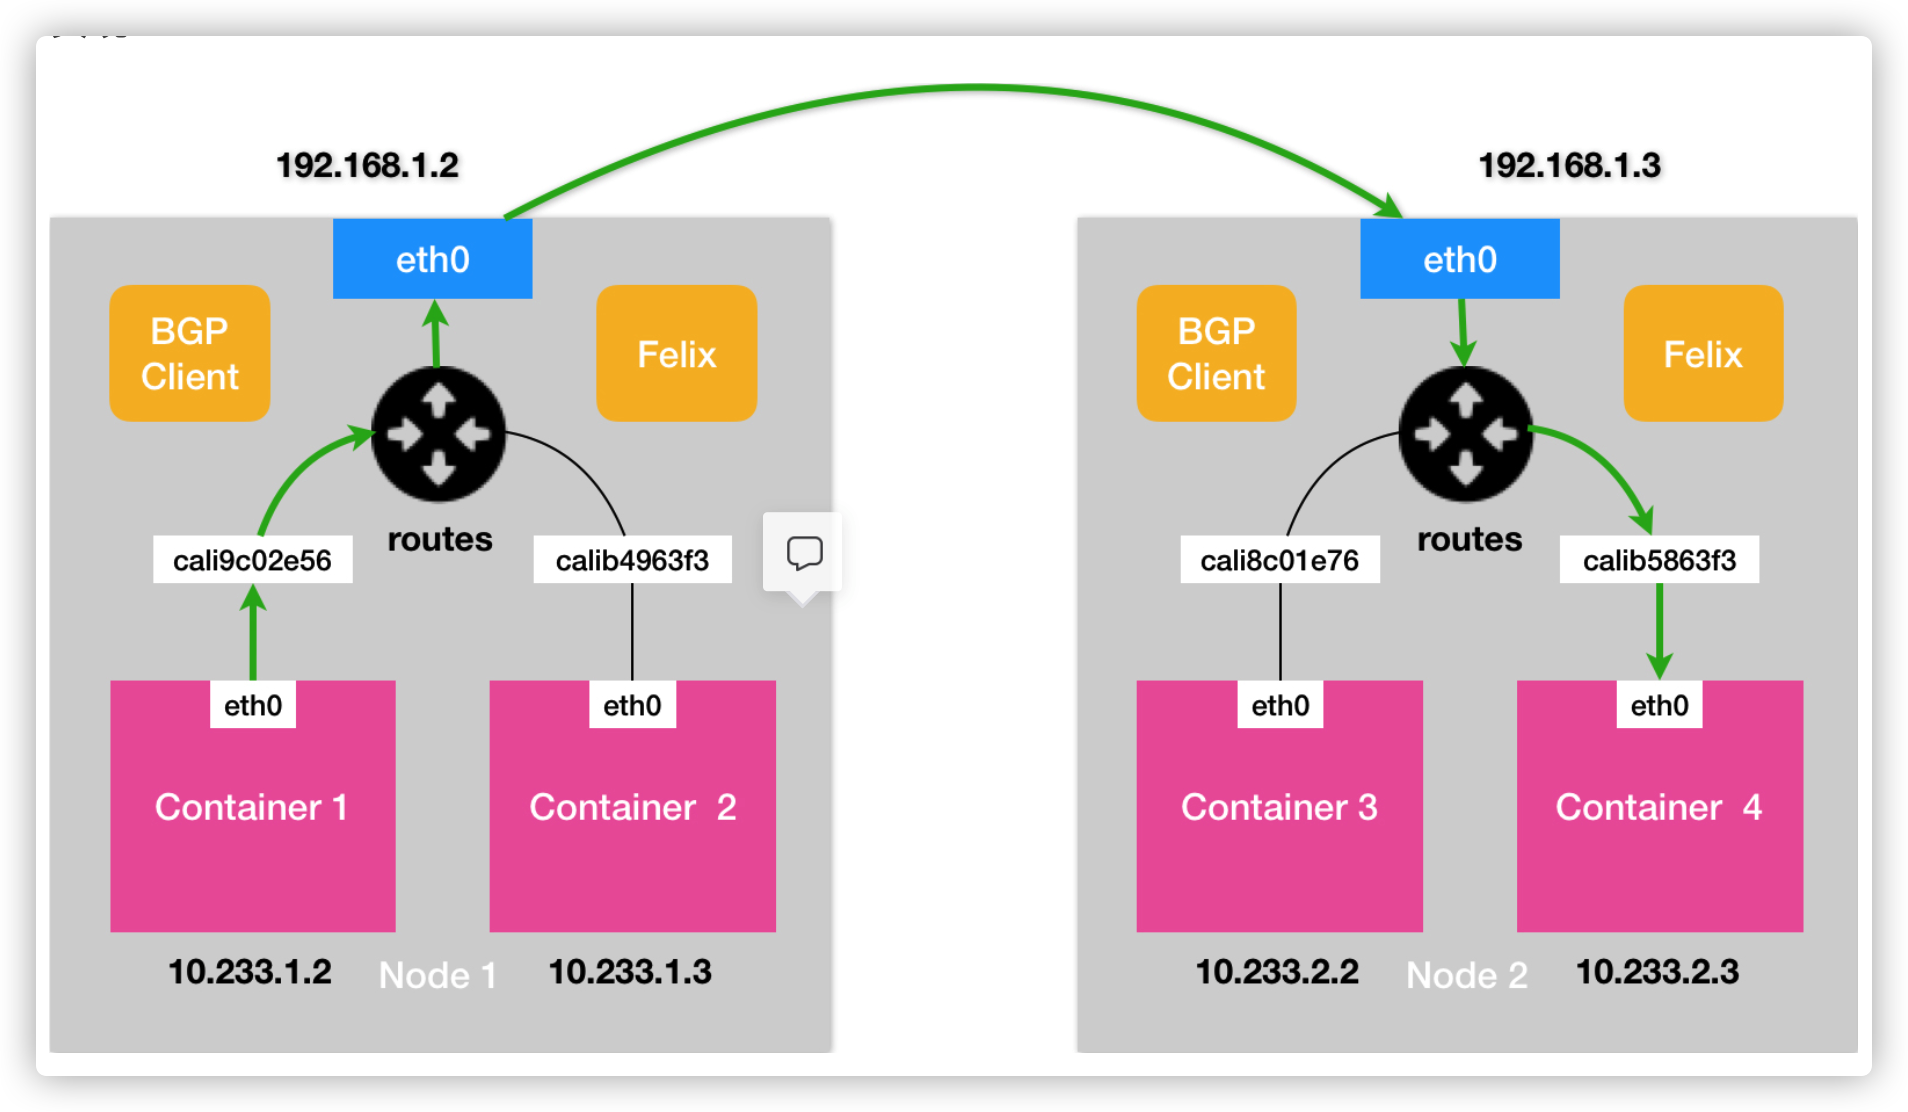 192.168.1.2
192.168.1.3
eth0
eth0
BGP
Client
Felix
BGP
Client
Felix
routes
routes
cali9c02e56
calib4963f3
cali8c01e76
calib5863f3
eth0
eth0
eth0
eth0
Container 1
Container 2
Container 3
Container 4
10.233.1.2
Node 1
10.233.1.3
10.233.2.2
Node 2
10.233.2.3